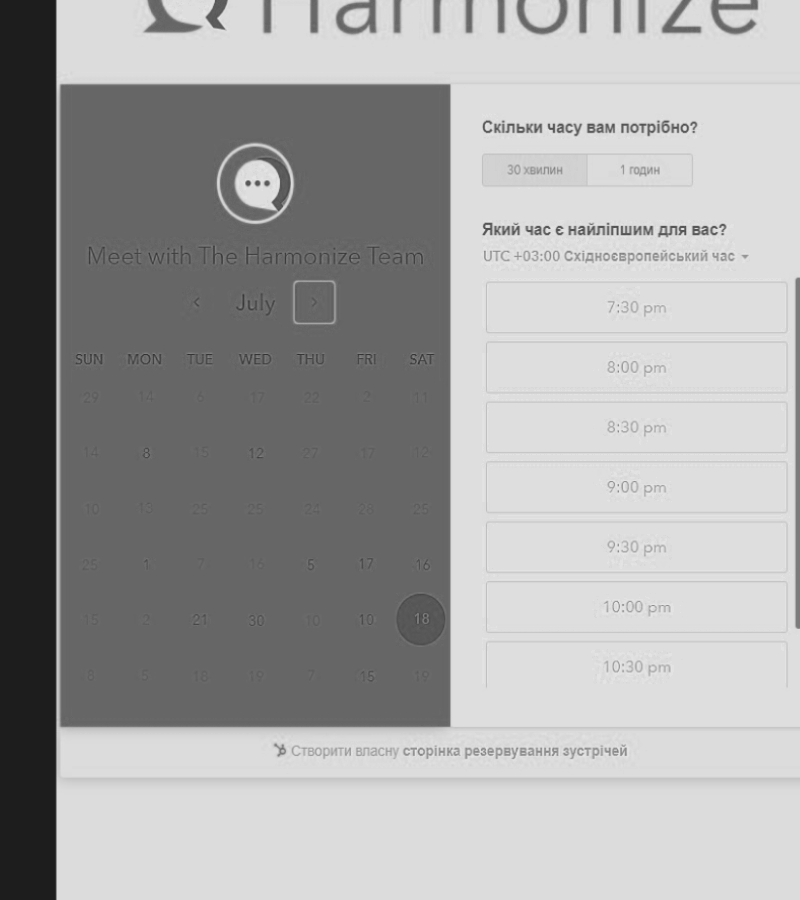 Harmonize
Meet with The Harmonize Team
July
SUN MON TUE WED THU FRI SAT
29 14 6 17 22 2 11
14 8 15 12 27 17 12
10 13 25 25 24 28 25
25 1 7 16 5 17 16
15 2 21 30 10 10 18
8 5 18 19 7 15 19
Скільки часу вам потрібно?
30 хвилин 1 годин
Який час є найліпшим для вас?
UTC +03:00 Східноєвропейський час
7:30 pm
8:00 pm
8:30 pm
9:00 pm
9:30 pm
10:00 pm
10:30 pm
Створити власну сторінка резервування зустрічей